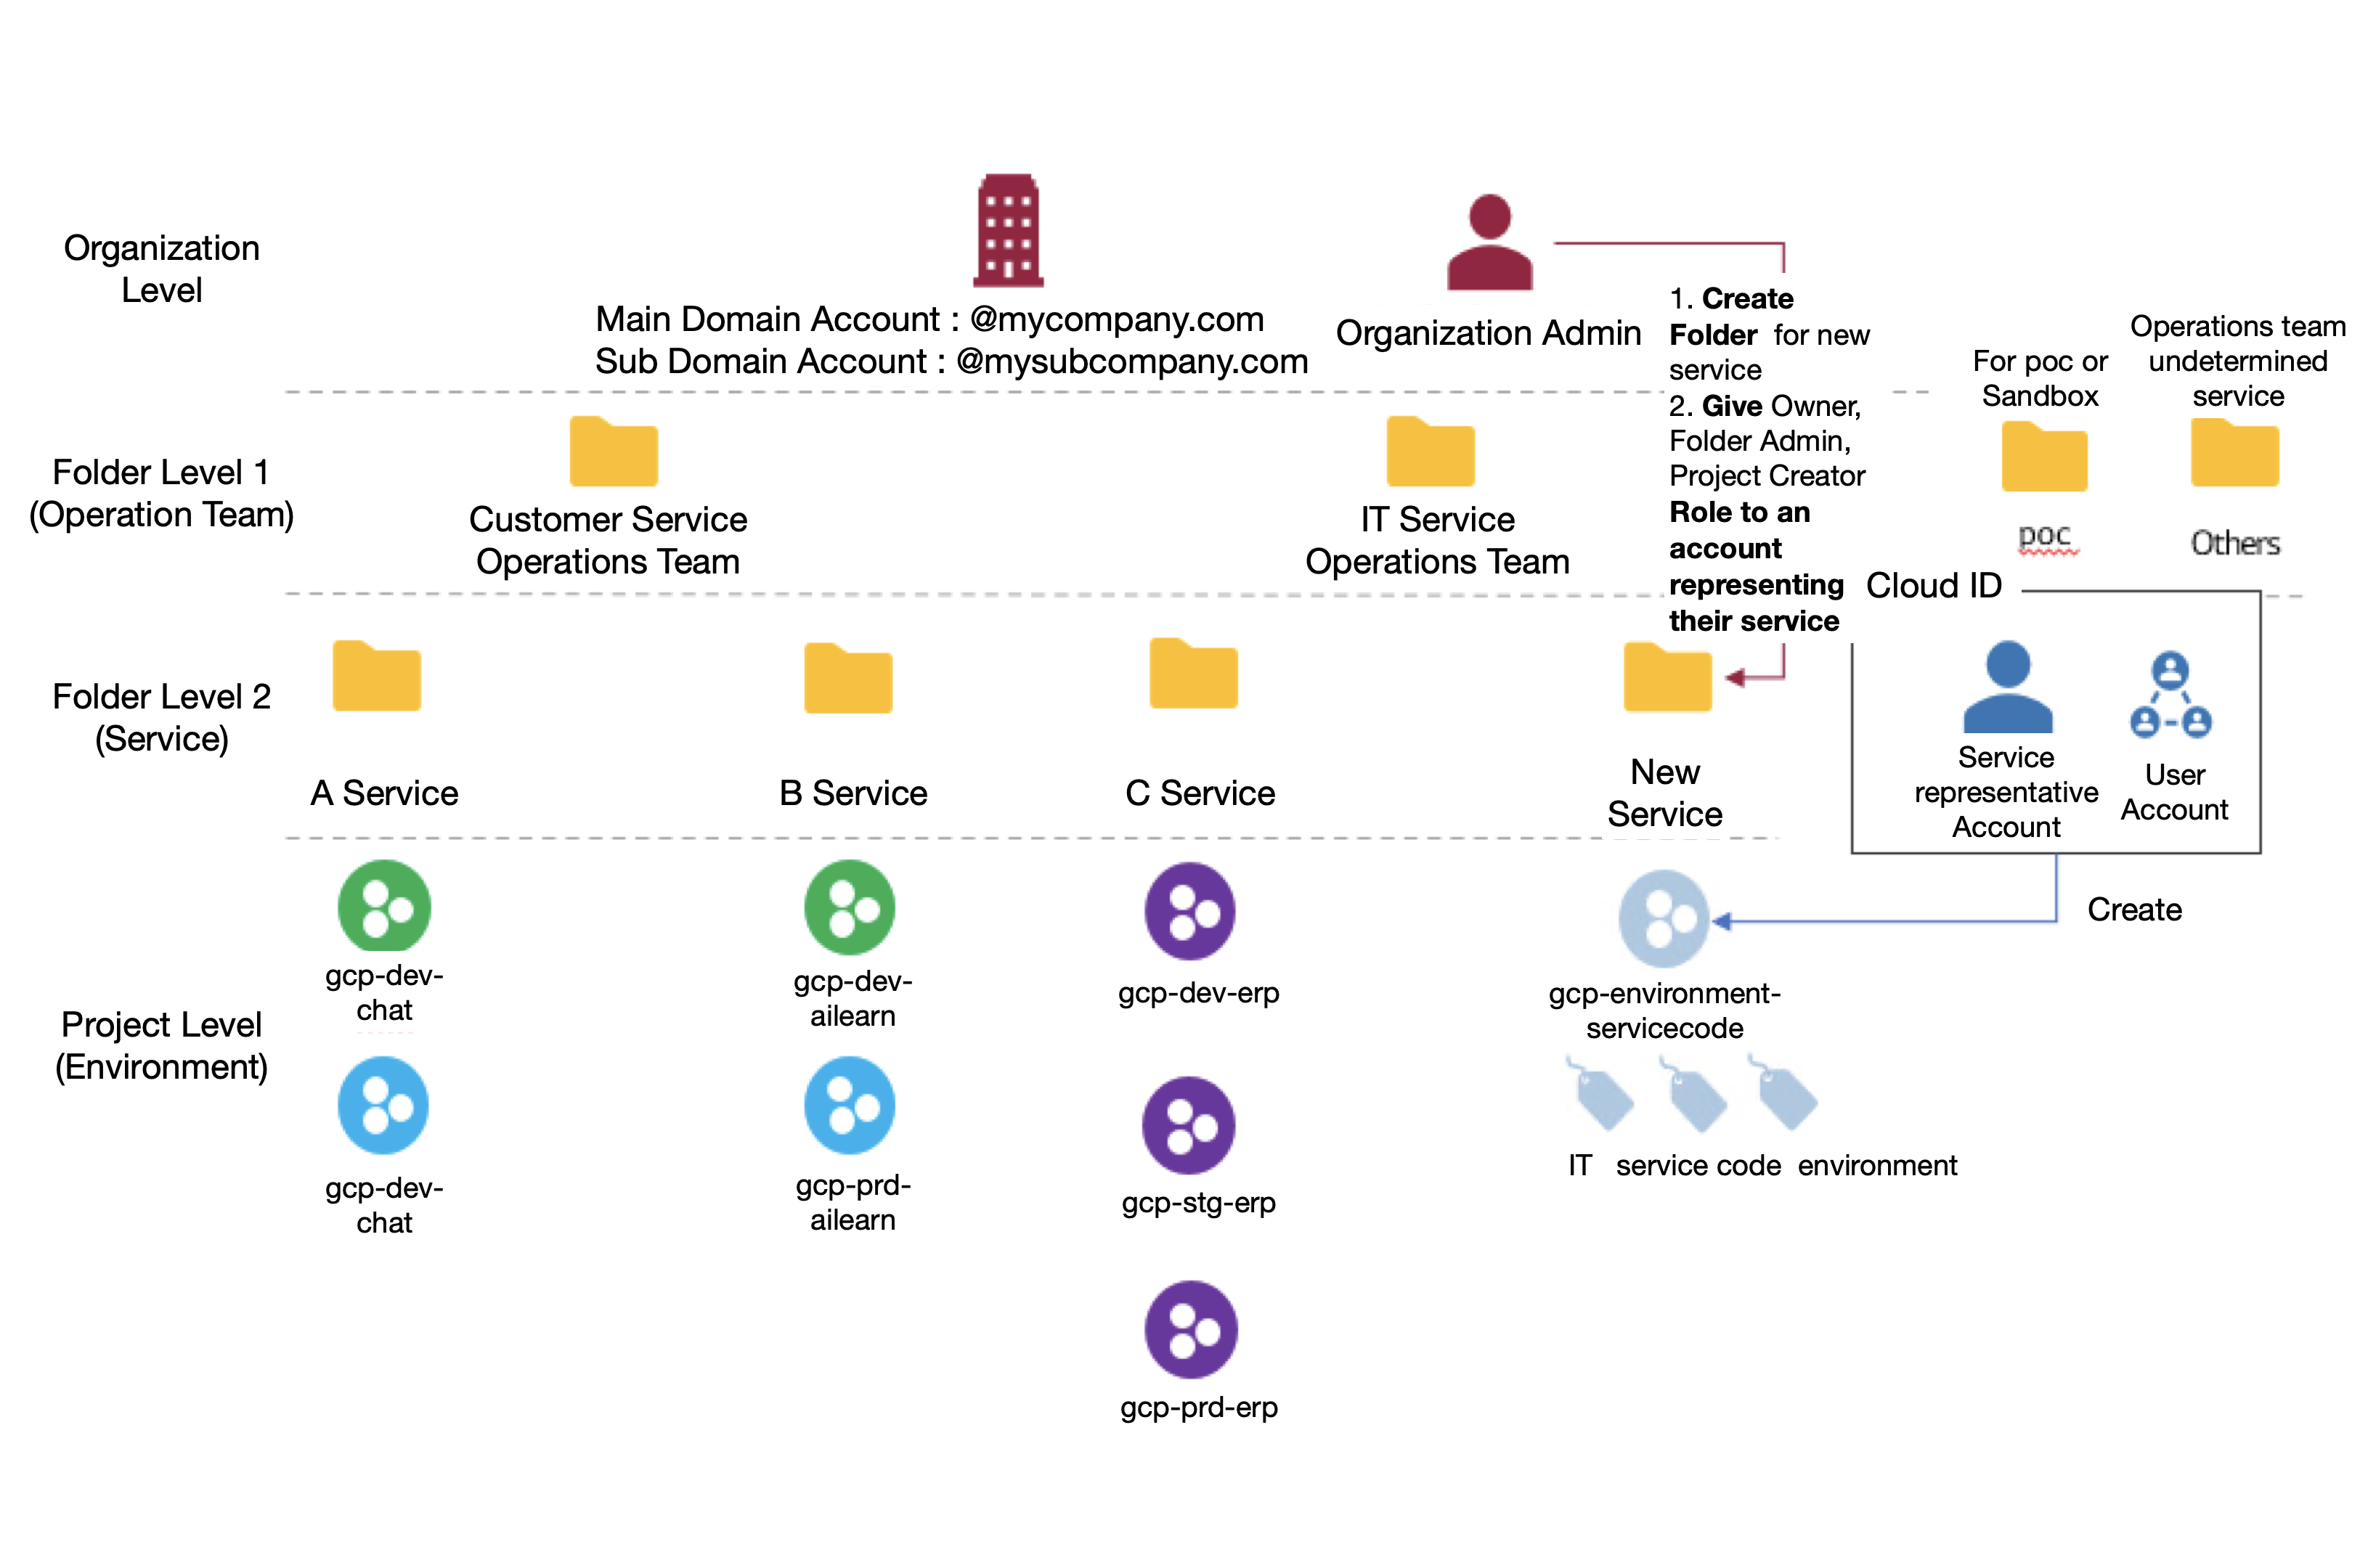 Organization
Level
Main Domain Account : @mycompany.com
Sub Domain Account : @mysubcompany.com
Organization Admin
1. Create
Folder for new
service
2. Give Owner,
Folder Admin,
Project Creator
Role to an
account
representing
their service
For poc or
Sandbox
Operations team
undetermined
service
Folder Level 1
(Operation Team)
Customer Service
Operations Team
IT Service
Operations Team
poc
Others
Cloud ID
Folder Level 2
(Service)
A Service
B Service
C Service
New
Service
Service
representative
Account
User
Account
Create
Project Level
(Environment)
gcp-dev-
chat
gcp-dev-
ailearn
gcp-dev-erp
gcp-environment-
servicecode
IT service code environment
gcp-dev-
chat
gcp-prd-
ailearn
gcp-stg-erp
gcp-prd-erp